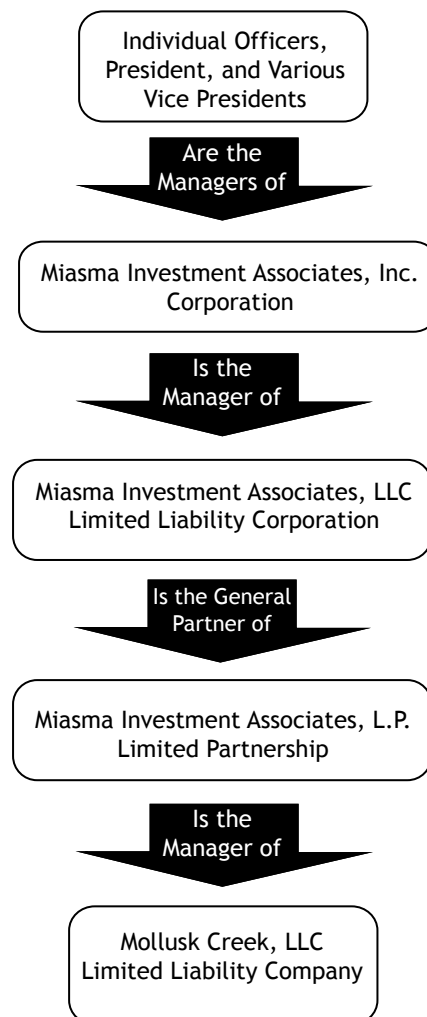 Individual Officers,
President, and Various
Vice Presidents
Are the
Managers of
Miasma Investment Associates, Inc.
Corporation
Is the
Manager of
Miasma Investment Associates, LLC
Limited Liability Corporation
Is the General
Partner of
Miasma Investment Associates, L.P.
Limited Partnership
Is the
Manager of
Mollusk Creek, LLC
Limited Liability Company